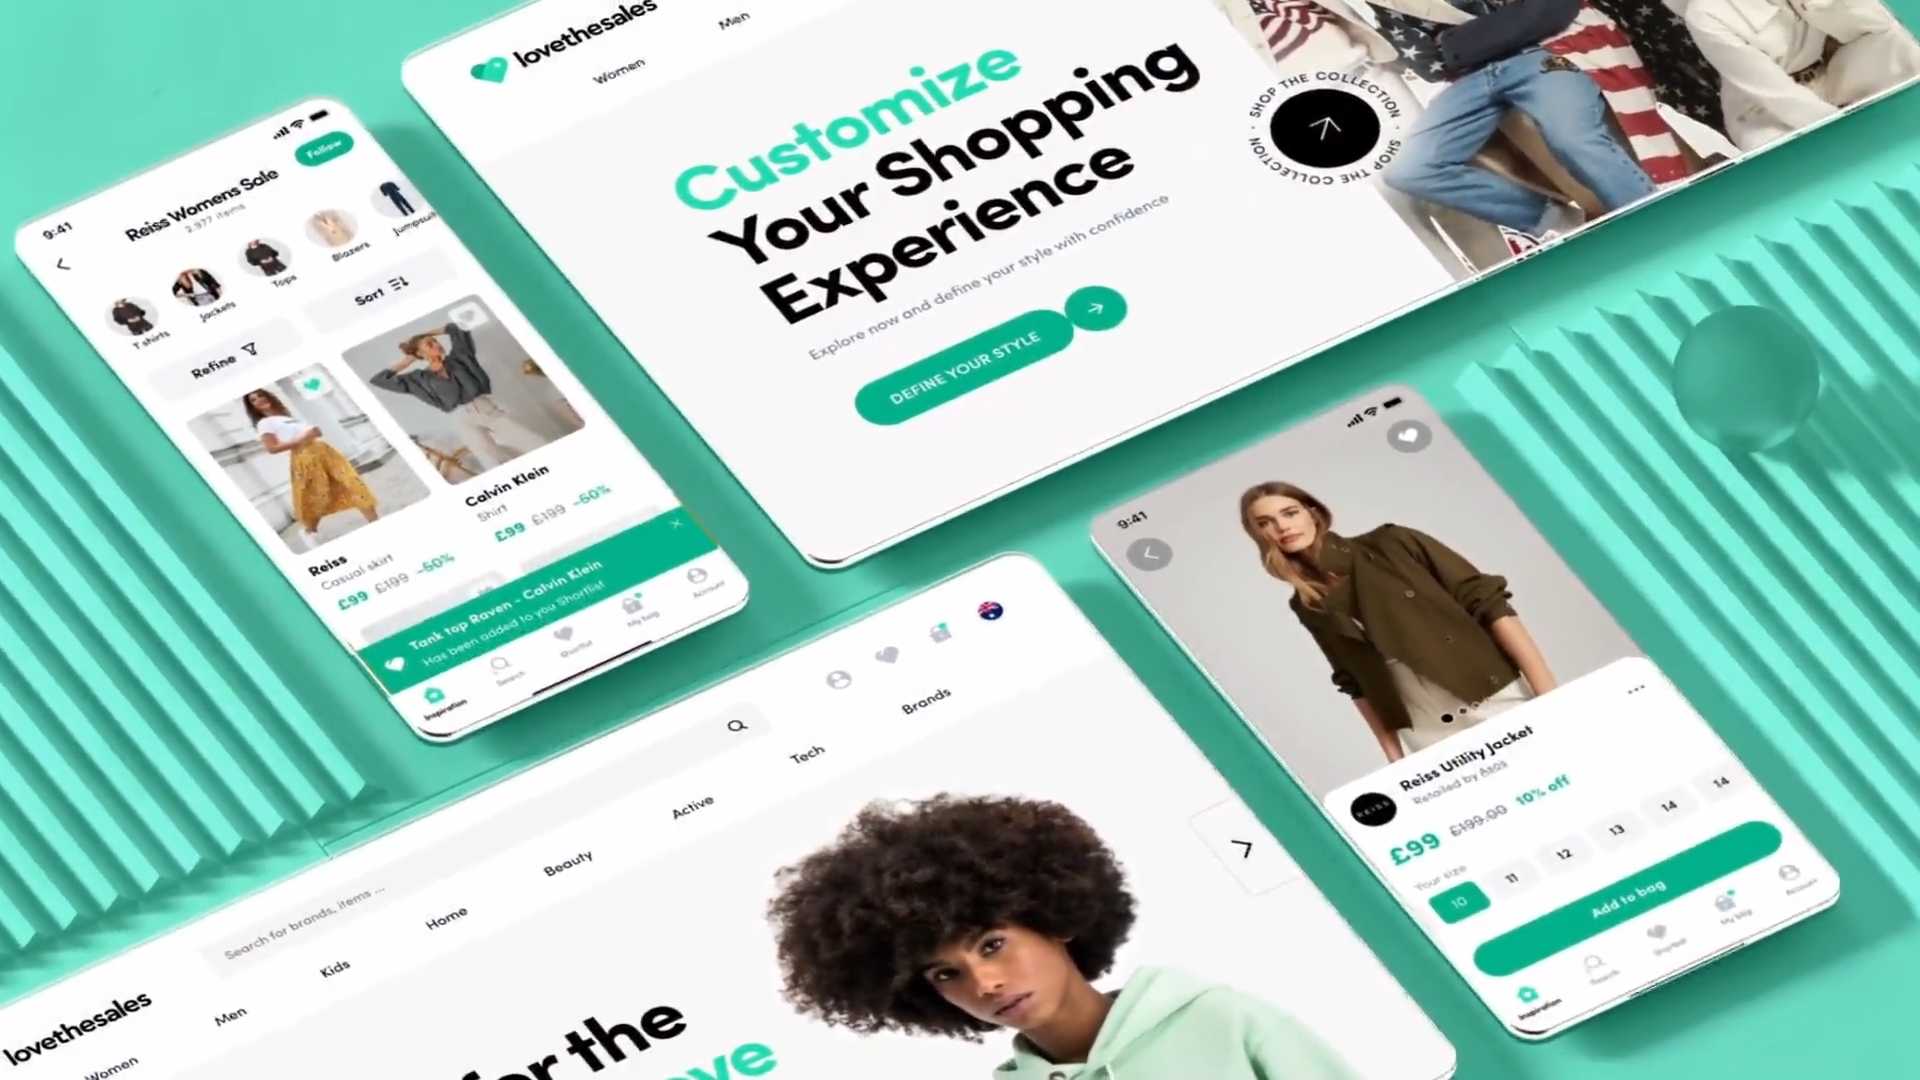 9:41
Follow
Reiss Womens Sale
2,977 items
T shirts
Jackets
Tops
Blazers
Jumpsui
Refine
Sort
Reiss
Casual skirt
£99 £199 -50%
Calvin Klein
Shirt
£99 £199 -50%
Tank top Raven - Calvin Klein
Has been added to you Shortlist
Inspiration
Search
Shortlist
My bag
Account
lovethesales
Women
Men
Customize
Your Shopping
Experience
Explore now and define your style with confidence
DEFINE YOUR STYLE
SHOP THE COLLECTION · SHOP THE COLLECTION ·
Search for brands, items ...
lovethesales
Women
Men
Kids
Home
Beauty
Active
Tech
Brands
for the
ove
9:41
REISS
Reiss Utility Jacket
Retailed by Asos
£99 £199.00 10% off
Your size
10
11
12
13
14
14
Add to bag
Inspiration
Search
Shortlist
My bag
Account